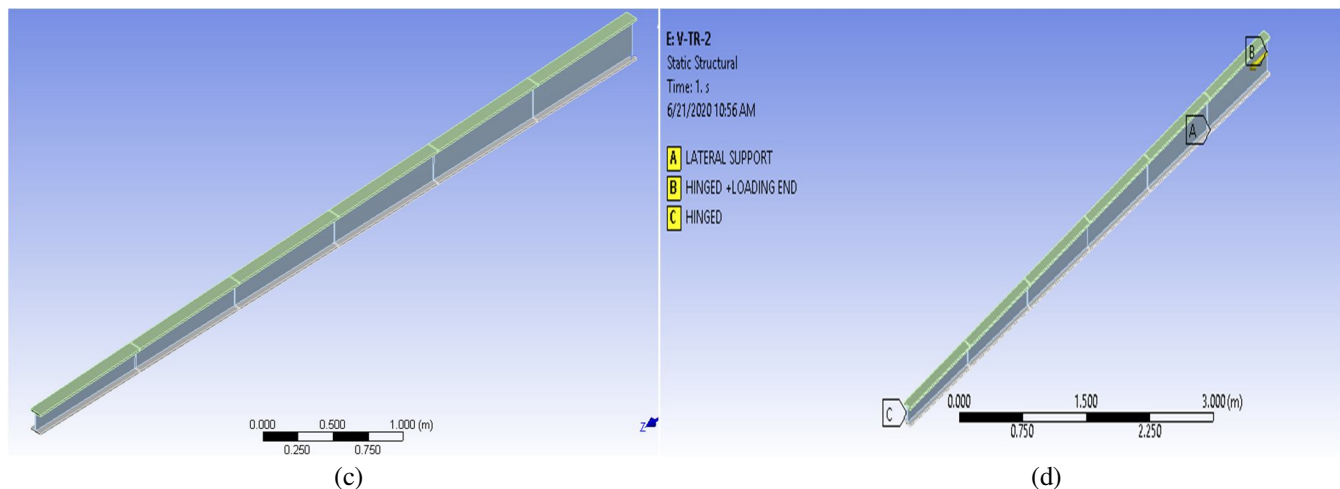 0.000 0.500 1.000 (m)
0.250 0.750
Z
(c)
E: V-TR-2
Static Structural
Time: 1. s
6/21/2020 10:56 AM
A LATERAL SUPPORT
B HINGED +LOADING END
C HINGED
B
A
C
0.000 1.500 3.000 (m)
0.750 2.250
(d)